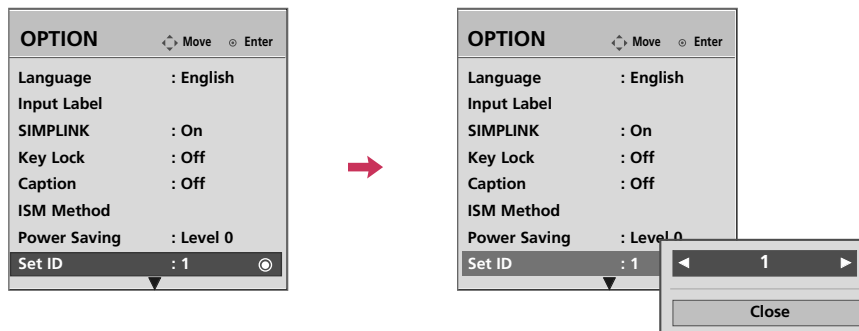 OPTION Move Enter
Language : English
Input Label
SIMPLINK : On
Key Lock : Off
Caption : Off
ISM Method
Power Saving : Level 0
Set ID : 1
OPTION Move Enter
Language : English
Input Label
SIMPLINK : On
Key Lock : Off
Caption : Off
ISM Method
Power Saving : Level 0
Set ID : 1
1
Close